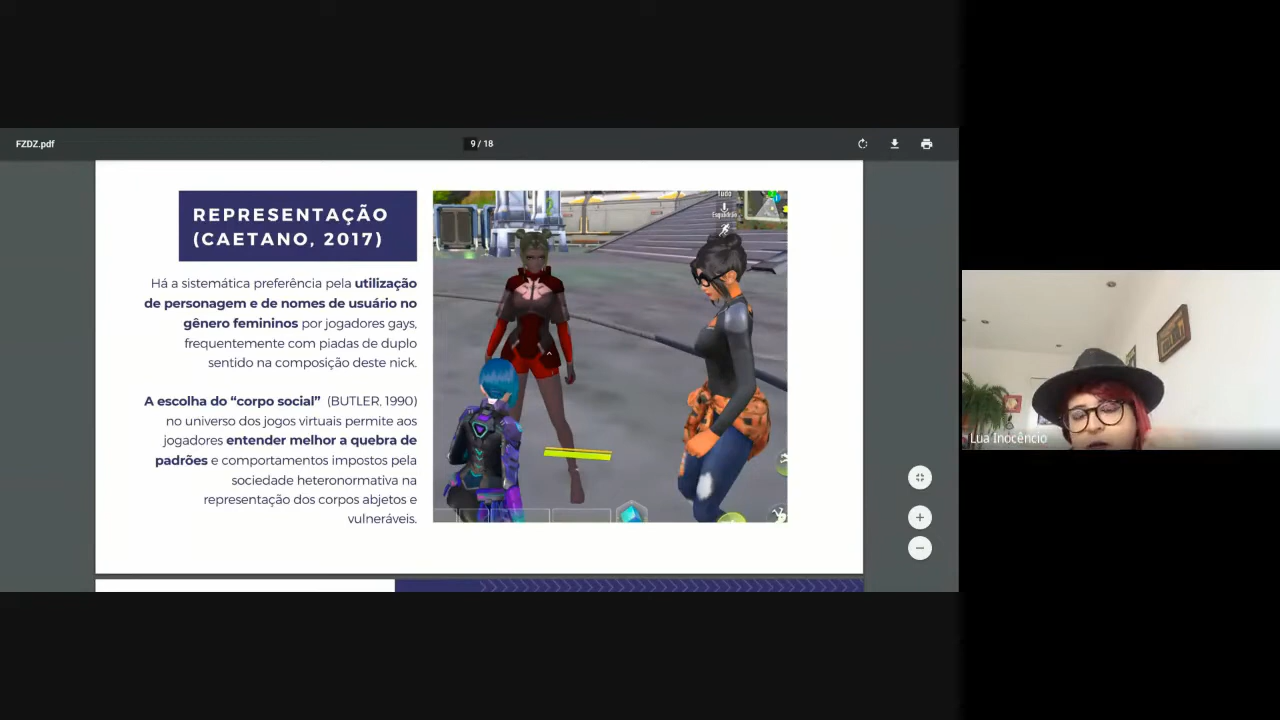 FZDZ.pdf
9 / 18
REPRESENTAÇÃO
(CAETANO, 2017)
Há a sistemática preferência pela utilização
de personagem e de nomes de usuário no
gênero femininos por jogadores gays,
frequentemente com piadas de duplo
sentido na composição deste nick.
A escolha do “corpo social” (BUTLER, 1990)
no universo dos jogos virtuais permite aos
jogadores entender melhor a quebra de
padrões e comportamentos impostos pela
sociedade heteronormativa na
representação dos corpos abjetos e
vulneráveis.
Tudo
Esquadrão
Lua Inocêncio